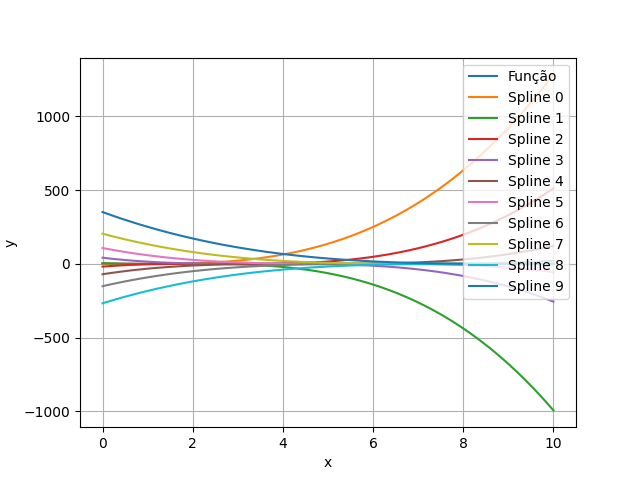 1000
500
0
−500
−1000
y
0
2
4
6
8
10
x
Função
Spline 0
Spline 1
Spline 2
Spline 3
Spline 4
Spline 5
Spline 6
Spline 7
Spline 8
Spline 9